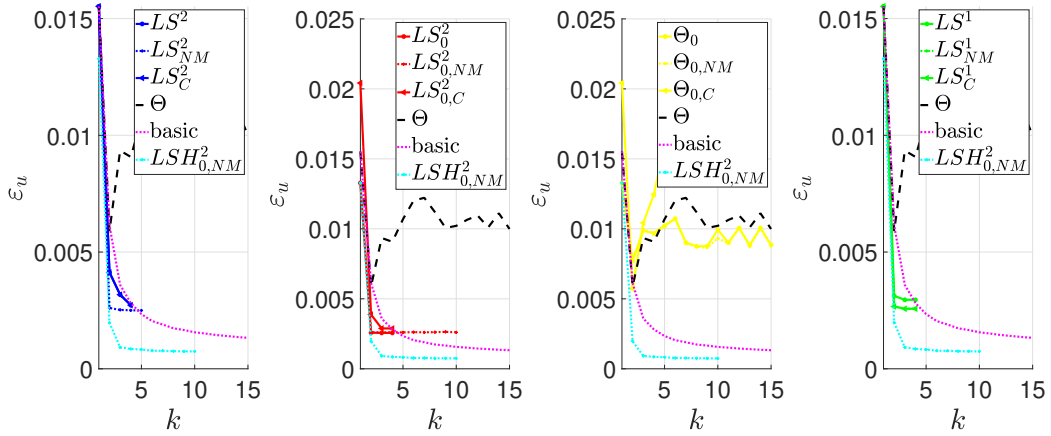 0.015
0.01
0.005
0
5
10
15
k
ε_u
LS^2
LS^2_{NM}
LS^2_C
Θ
basic
LSH^2_{0,NM}
0.025
0.02
0.015
0.01
0.005
0
5
10
15
k
ε_u
LS^2_0
LS^2_{0,NM}
LS^2_{0,C}
Θ
basic
LSH^2_{0,NM}
0.025
0.02
0.015
0.01
0.005
0
5
10
15
k
ε_u
Θ_0
Θ_{0,NM}
Θ_{0,C}
Θ
basic
LSH^2_{0,NM}
0.015
0.01
0.005
0
5
10
15
k
ε_u
LS^1
LS^1_{NM}
LS^1_C
Θ
basic
LSH^2_{0,NM}